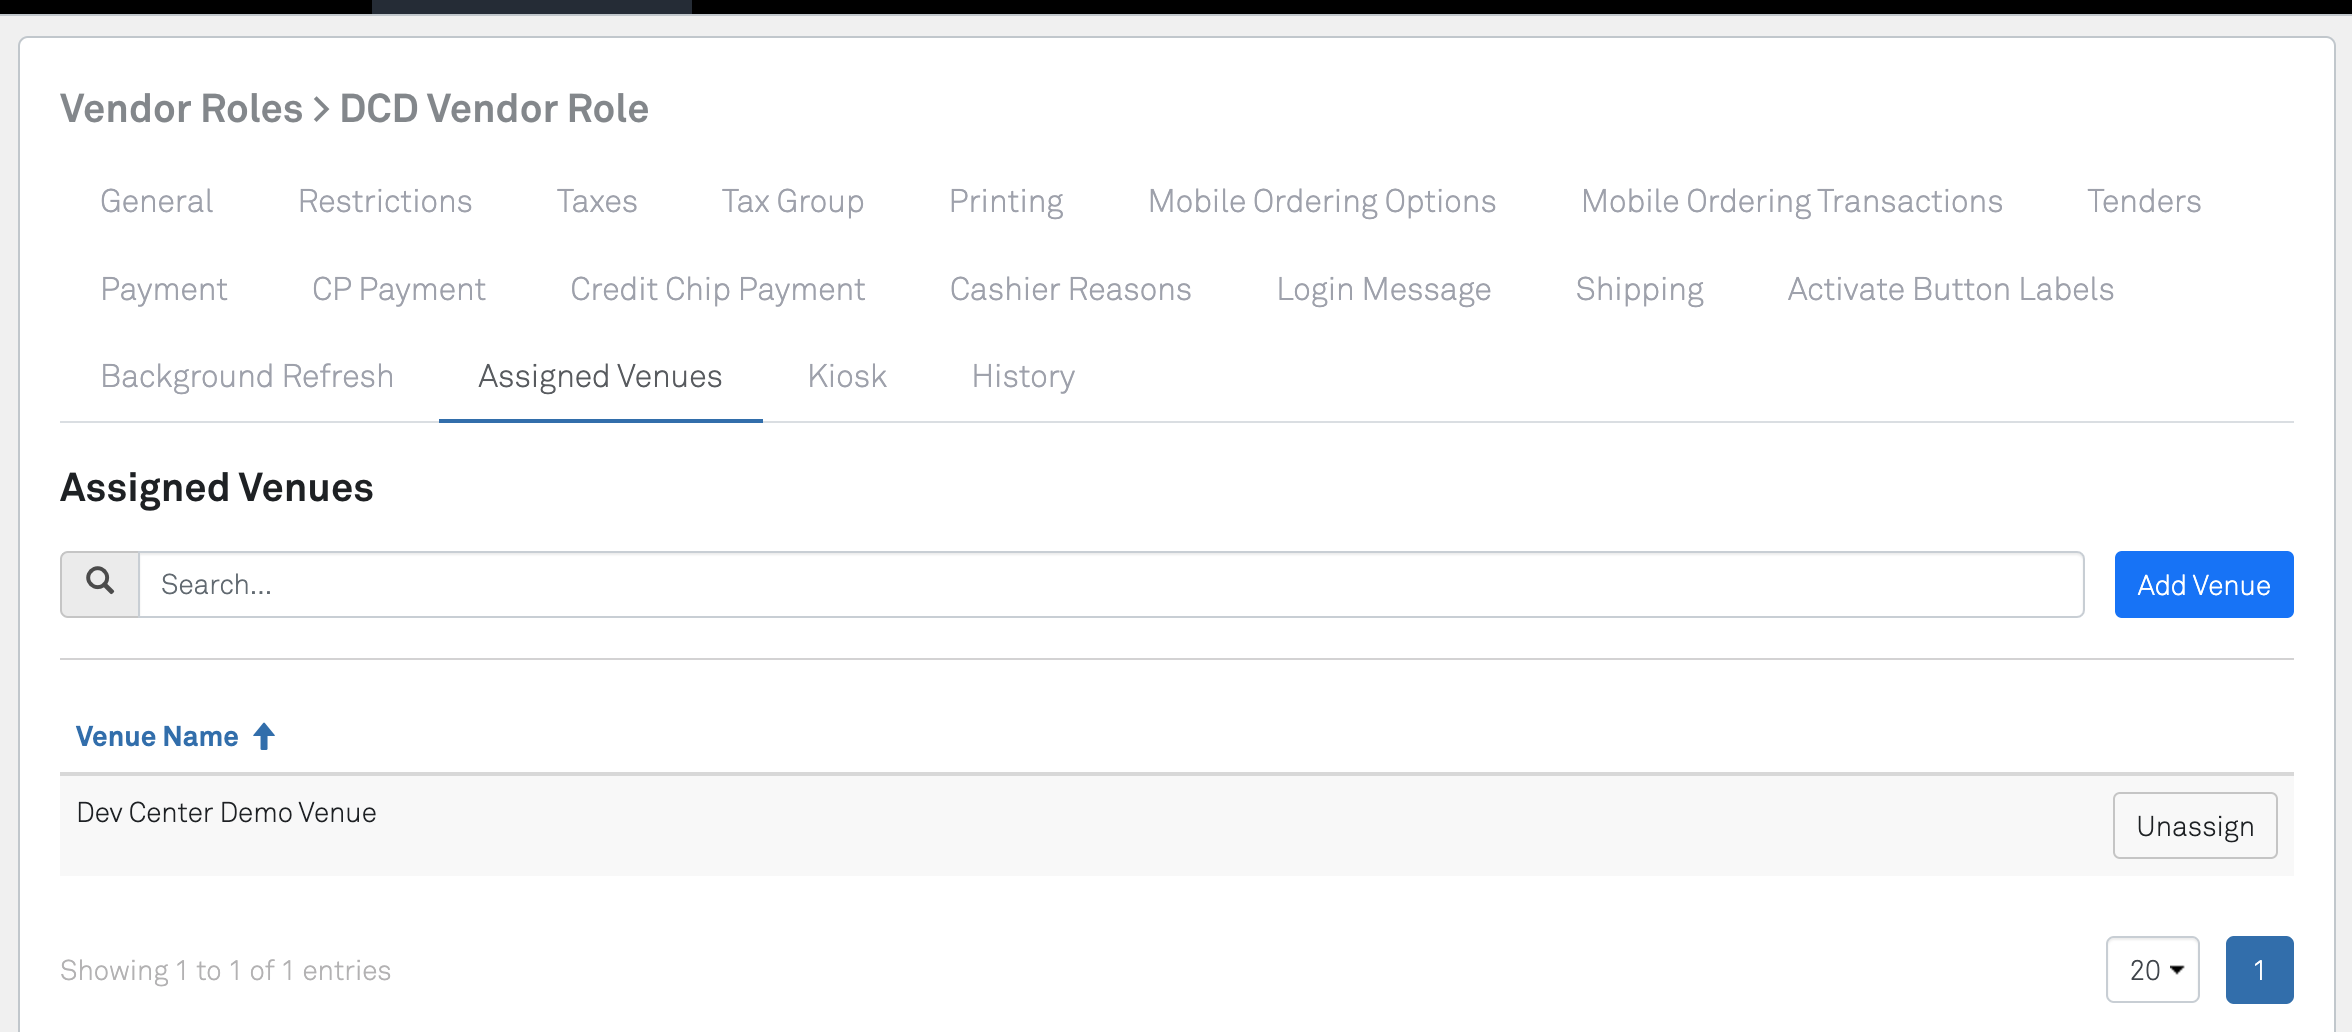 Vendor Roles > DCD Vendor Role
General Restrictions Taxes Tax Group Printing Mobile Ordering Options Mobile Ordering Transactions Tenders
Payment CP Payment Credit Chip Payment Cashier Reasons Login Message Shipping Activate Button Labels
Background Refresh Assigned Venues Kiosk History
Assigned Venues
Search...
Add Venue
Venue Name
Dev Center Demo Venue
Unassign
Showing 1 to 1 of 1 entries
20
1